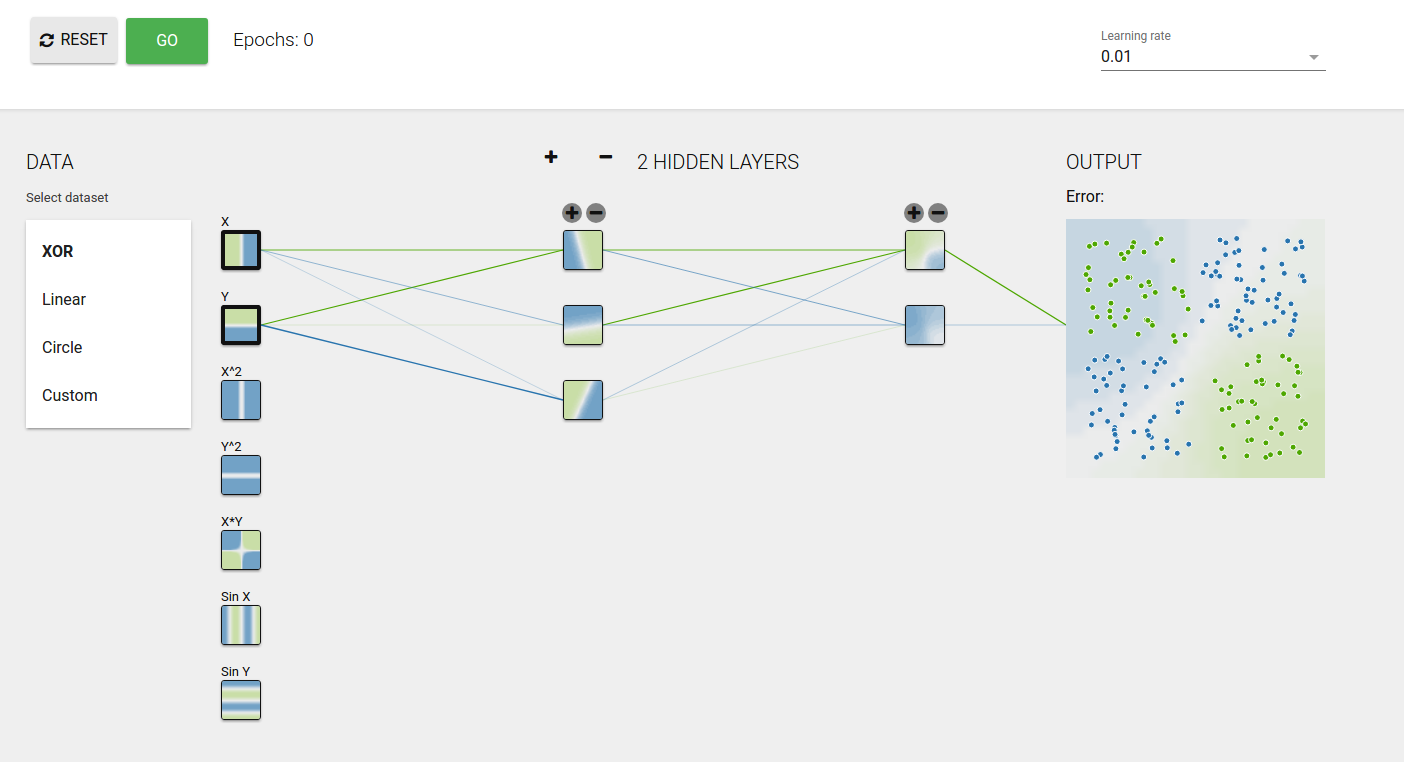 RESET
GO
Epochs: 0
Learning rate
0.01
DATA
2 HIDDEN LAYERS
OUTPUT
Select dataset
Error:
XOR
Linear
Circle
Custom
X
Y
X^2
Y^2
X*Y
Sin X
Sin Y